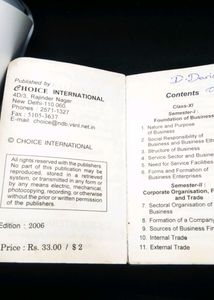 Published by
CHOICE INTERNATIONAL
4D/3, Rajinder Nagar
New Delhi-110 060
Phones : 2571-1327
Fax : 5105-3637
E-mail choice@ndb.vsnl.net.in
© CHOICE INTERNATIONAL
All rights reserved with the publishers
No part of this publication may be
reproduced, stored in a retrieved
system, or transmitted in any form or
by any means electric, mechanical,
photocopying, recording, or otherwise
without the prior or written permission
of the publishers.
Edition : 2006
Price : Rs. 33.00 / $ 2
Contents
Class-XI
Semester-I :
Foundation of Business
1. Nature and Purpose
of Business
2. Social Responsibility of
Business and Business Ethi
3. Structure of Business
4. Service Sector and Busine
5. Need for Service
6. Forms and Formation of
Business Enterprises
Semester-II :
Corporate Organisation, F
and Trade
7. Sectoral Organisation of
Business
8. Formation of a Company
9. Sources of Business Fin
10. Internal Trade
11. External Trade